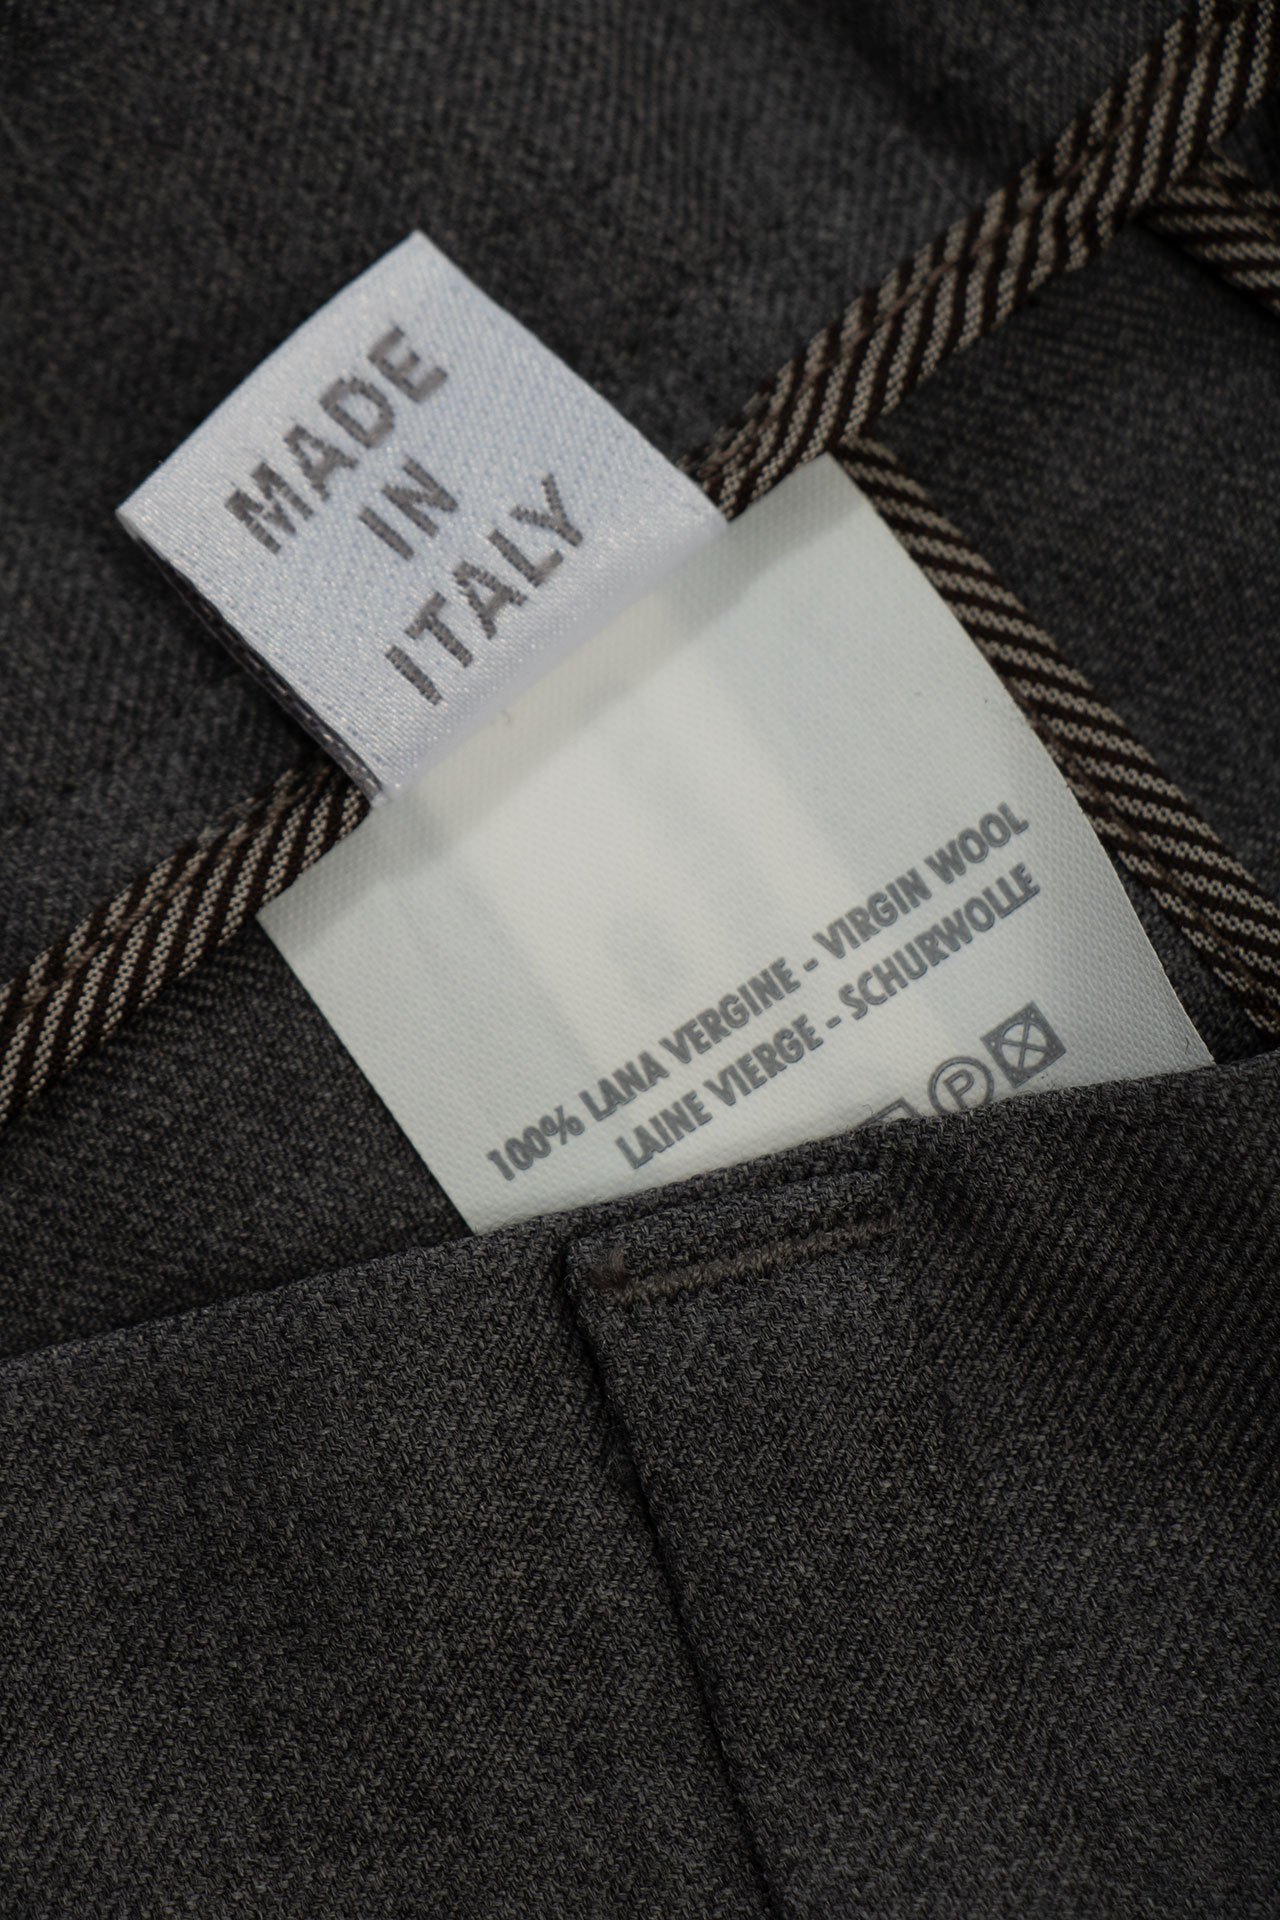 MADE
IN
ITALY
100% LANA VERGINE - VIRGIN WOOL
LAINE VIERGE - SCHURWOLLE
P